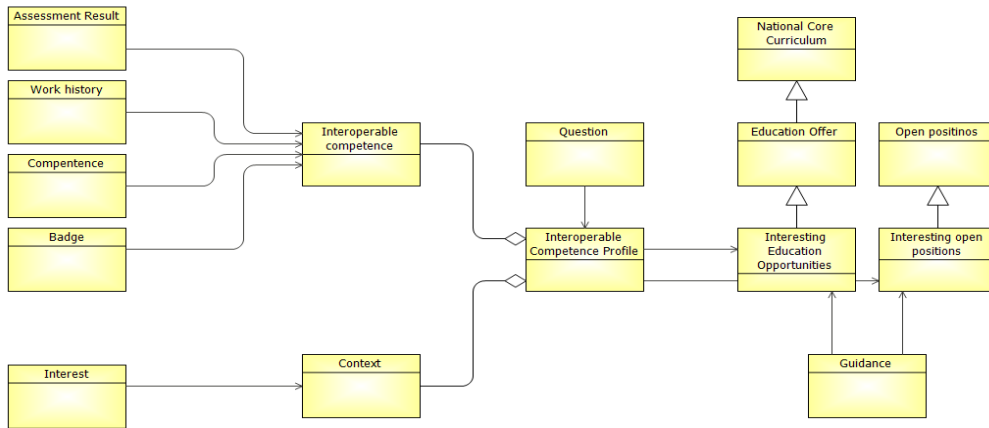 Assessment Result
Work history
Compentence
Badge
Interest
Interoperable
competence
Context
Question
Interoperable
Competence Profile
National Core
Curriculum
Education Offer
Interesting
Education
Opportunities
Open positinos
Interesting open
positions
Guidance